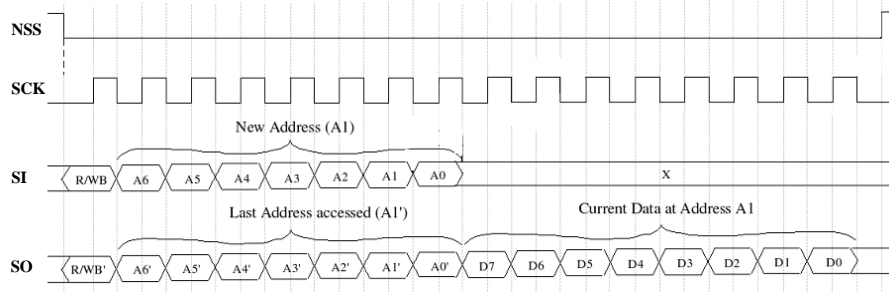 NSS
SCK
New Address (A1)
SI R/WB A6 A5 A4 A3 A2 A1 A0 X
Last Address accessed (A1') Current Data at Address A1
SO R/WB' A6' A5' A4' A3' A2' A1' A0' D7 D6 D5 D4 D3 D2 D1 D0